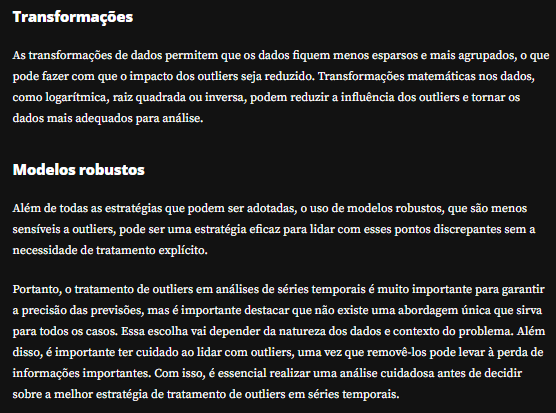 Transformações
As transformações de dados permitem que os dados fiquem menos esparsos e mais agrupados, o que
pode fazer com que o impacto dos outliers seja reduzido. Transformações matemáticas nos dados,
como logarítmica, raiz quadrada ou inversa, podem reduzir a influência dos outliers e tornar os
dados mais adequados para análise.
Modelos robustos
Além de todas as estratégias que podem ser adotadas, o uso de modelos robustos, que são menos
sensíveis a outliers, pode ser uma estratégia eficaz para lidar com esses pontos discrepantes sem a
necessidade de tratamento explícito.
Portanto, o tratamento de outliers em análises de séries temporais é muito importante para garantir
a precisão das previsões, mas é importante destacar que não existe uma abordagem única que sirva
para todos os casos. Essa escolha vai depender da natureza dos dados e contexto do problema. Além
disso, é importante ter cuidado ao lidar com outliers, uma vez que removê-los pode levar à perda de
informações importantes. Com isso, é essencial realizar uma análise cuidadosa antes de decidir
sobre a melhor estratégia de tratamento de outliers em séries temporais.